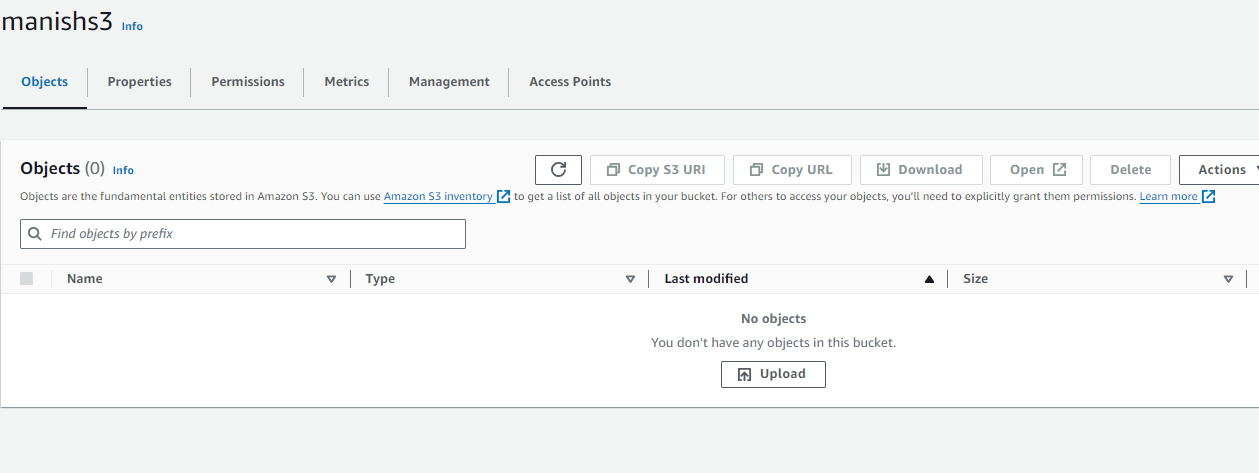 manishs3 Info
Objects Properties Permissions Metrics Management Access Points
Objects (0) Info Copy S3 URI Copy URL Download Open Delete Actions
Objects are the fundamental entities stored in Amazon S3. You can use Amazon S3 inventory to get a list of all objects in your bucket. For others to access your objects, you'll need to explicitly grant them permissions. Learn more
Find objects by prefix
Name Type Last modified Size
No objects
You don't have any objects in this bucket.
Upload